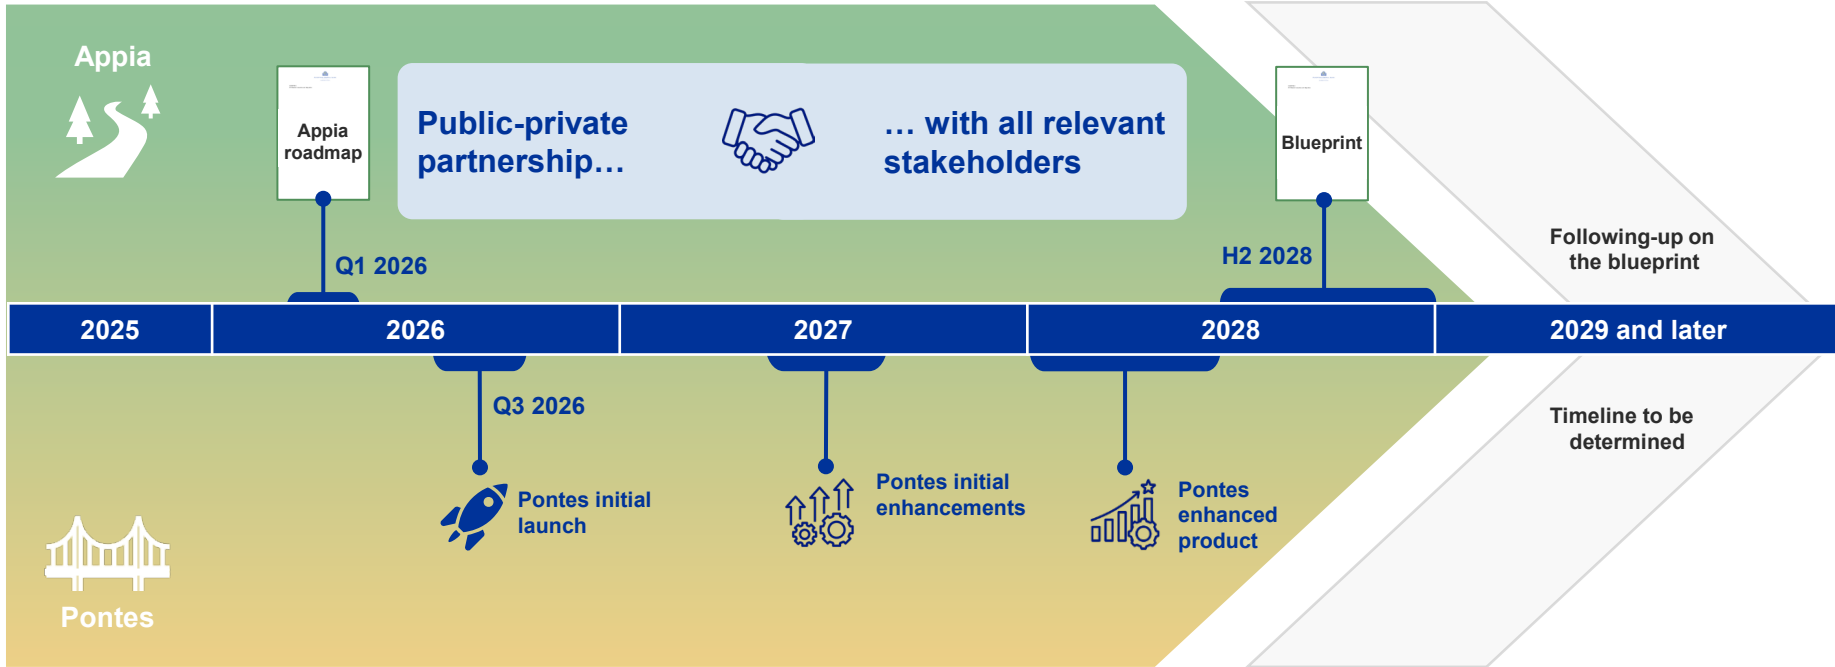 Appia
Appia
roadmap
Public-private
partnership...
... with all relevant
stakeholders
Blueprint
Q1 2026
H2 2028
Following-up on
the blueprint
2025
2026
2027
2028
2029 and later
Q3 2026
Timeline to be
determined
Pontes initial
launch
Pontes initial
enhancements
Pontes
enhanced
product
Pontes